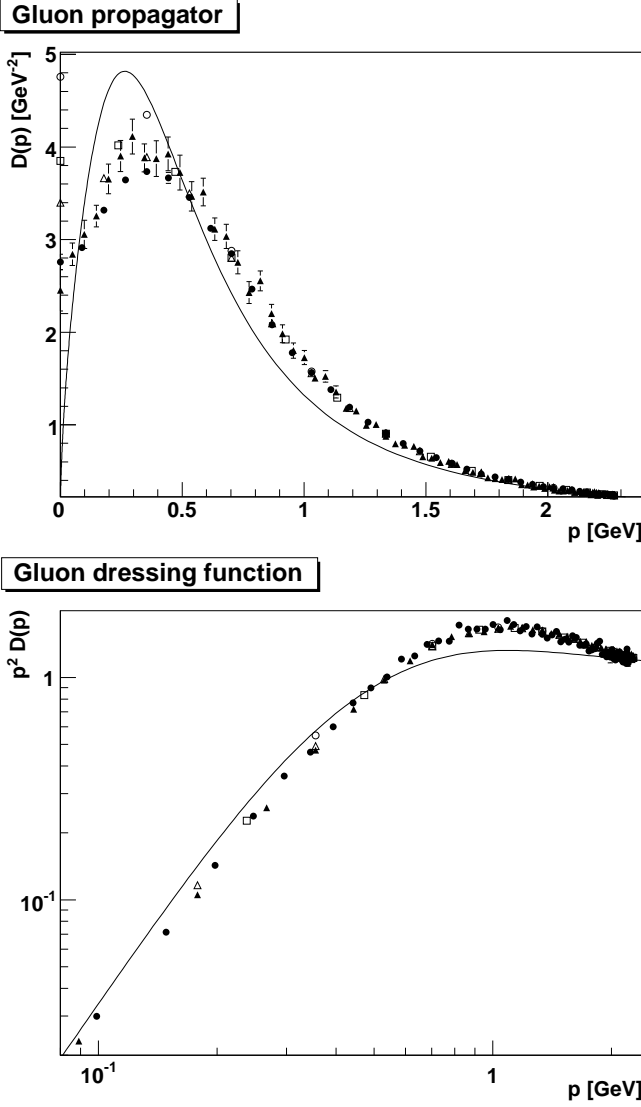 Gluon propagator
D(p) [GeV⁻²]
5
4
3
2
1
0 0.5 1 1.5 2
p [GeV]
Gluon dressing function
p² D(p)
1
10⁻¹
10⁻¹ 1
p [GeV]